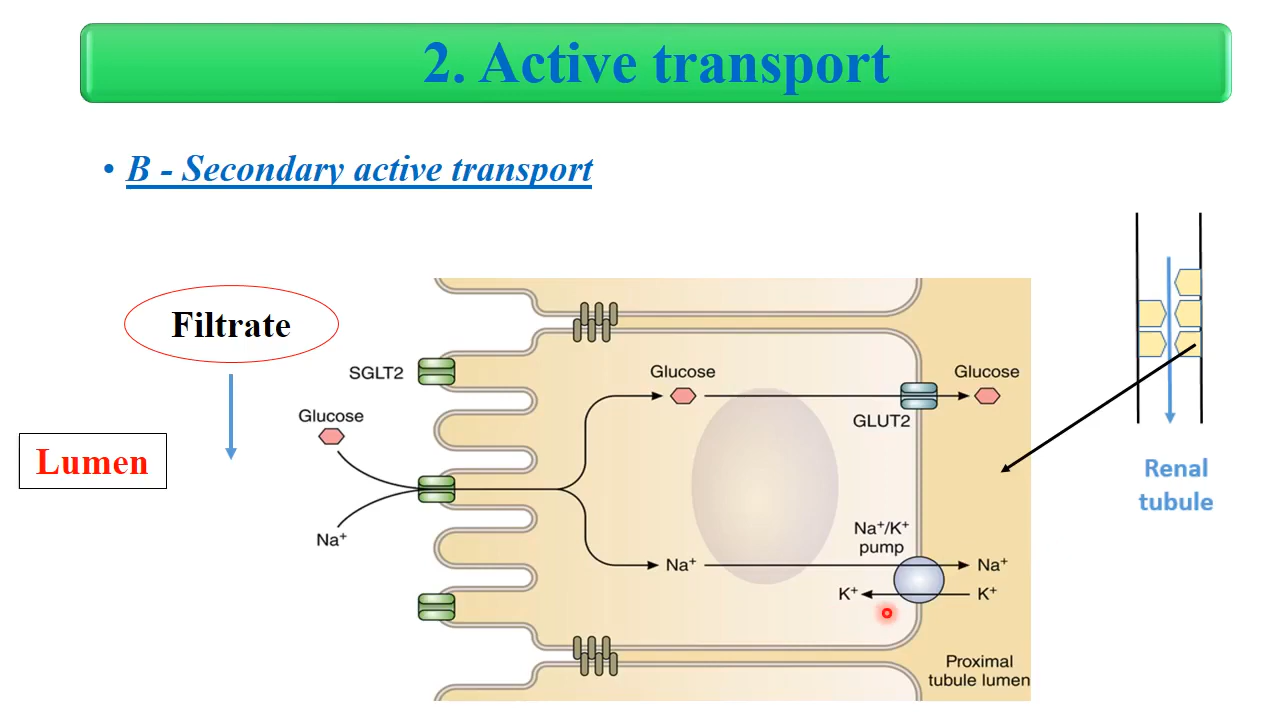 2. Active transport
• B - Secondary active transport
Filtrate
Lumen
SGLT2
Glucose
Na⁺
Glucose
Na⁺
GLUT2
Glucose
Na⁺/K⁺
pump
Na⁺
K⁺
K⁺
Proximal
tubule lumen
Renal
tubule